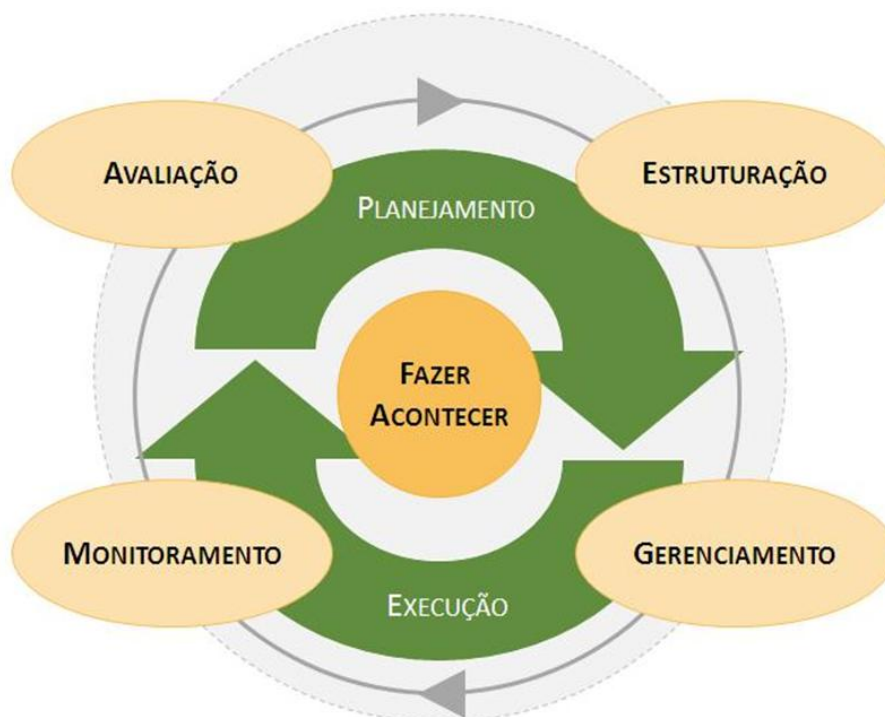 AVALIAÇÃO
ESTRUTURAÇÃO
PLANEJAMENTO
FAZER
ACONTECER
MONITORAMENTO
GERENCIAMENTO
EXECUÇÃO